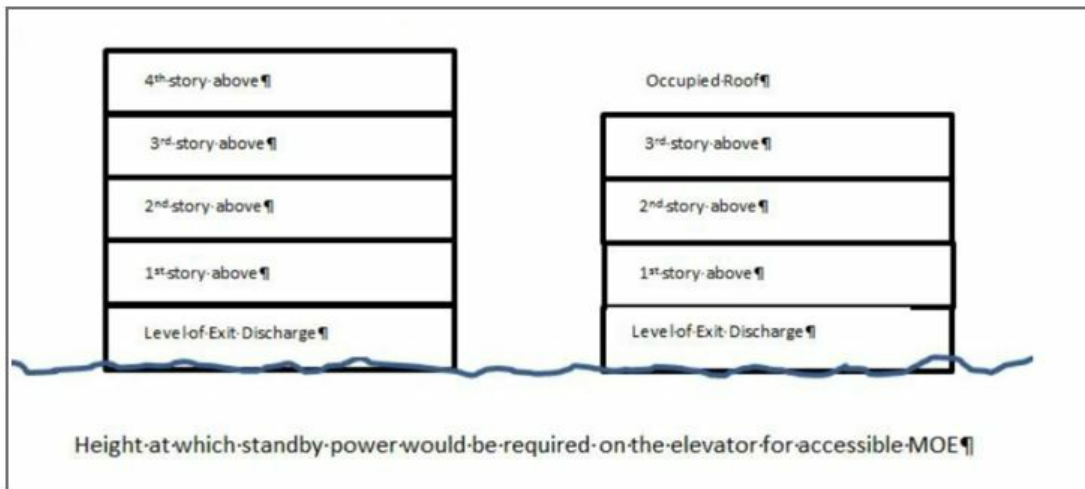 4th·story·above¶
3rd·story·above¶
2nd·story·above¶
1st·story·above¶
Level·of·Exit·Discharge¶
Occupied·Roof¶
3rd·story·above¶
2nd·story·above¶
1st·story·above¶
Level·of·Exit·Discharge¶
Height·at·which·standby·power·would·be·required·on·the·elevator·for·accessible·MOE¶